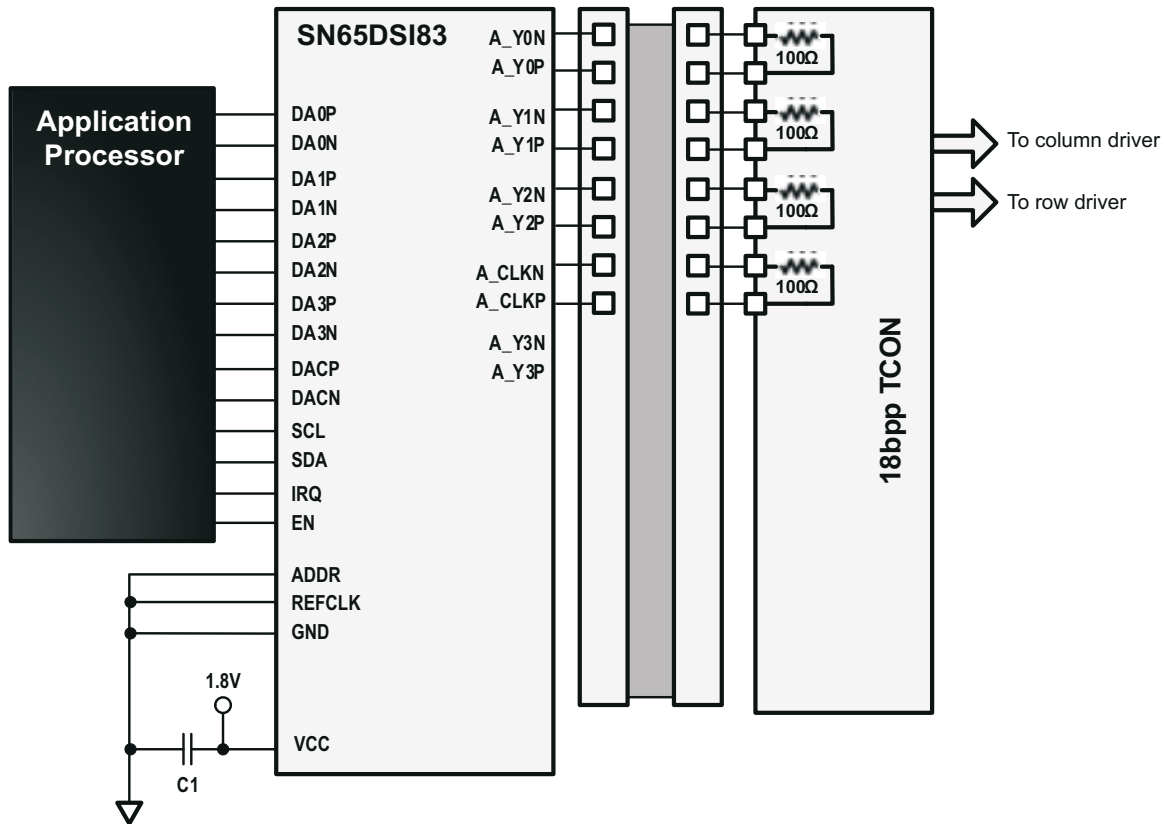 SN65DSI83
Application
Processor
DA0P
DA0N
DA1P
DA1N
DA2P
DA2N
DA3P
DA3N
DACP
DACN
SCL
SDA
IRQ
EN
ADDR
REFCLK
GND
VCC
1.8V
C1
A_Y0N
A_Y0P
A_Y1N
A_Y1P
A_Y2N
A_Y2P
A_CLKN
A_CLKP
A_Y3N
A_Y3P
100Ω
100Ω
100Ω
100Ω
18bpp TCON
To column driver
To row driver